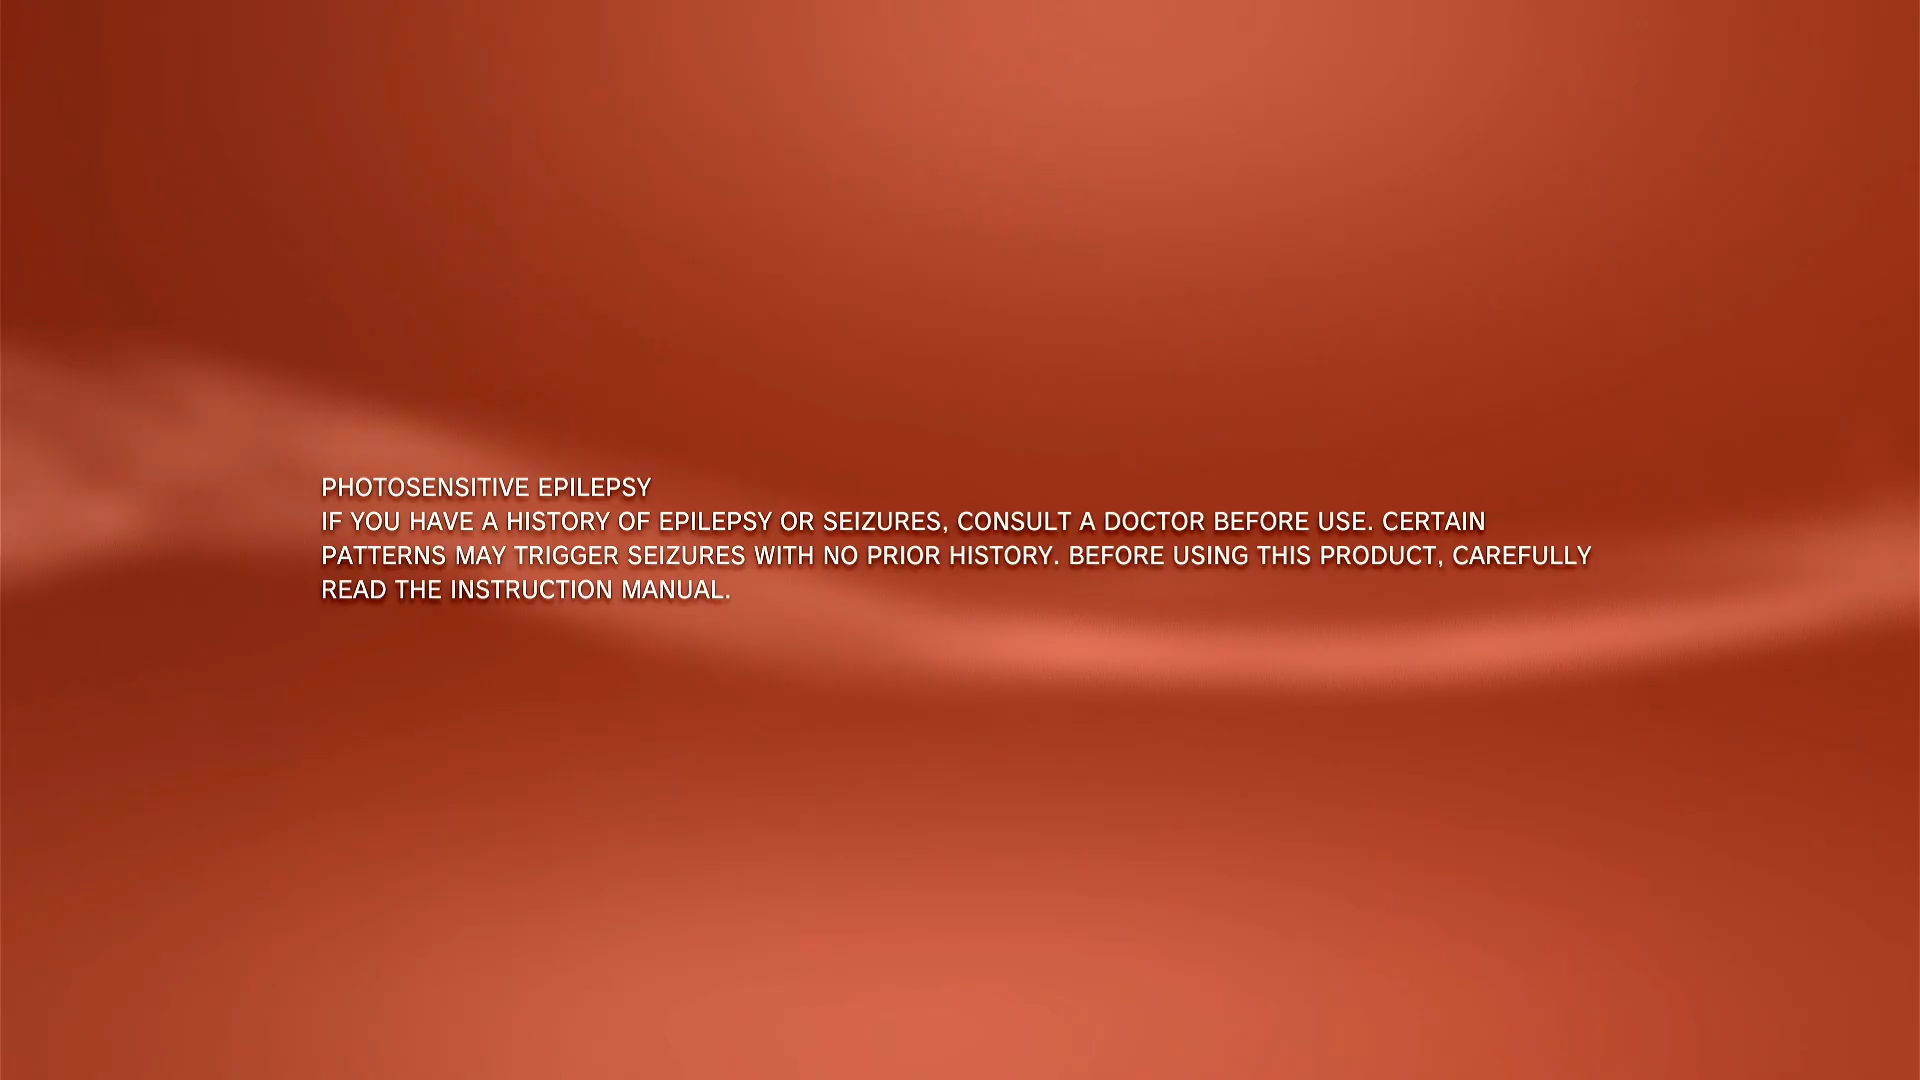 PHOTOSENSITIVE EPILEPSY
IF YOU HAVE A HISTORY OF EPILEPSY OR SEIZURES, CONSULT A DOCTOR BEFORE USE. CERTAIN
PATTERNS MAY TRIGGER SEIZURES WITH NO PRIOR HISTORY. BEFORE USING THIS PRODUCT, CAREFULLY
READ THE INSTRUCTION MANUAL.